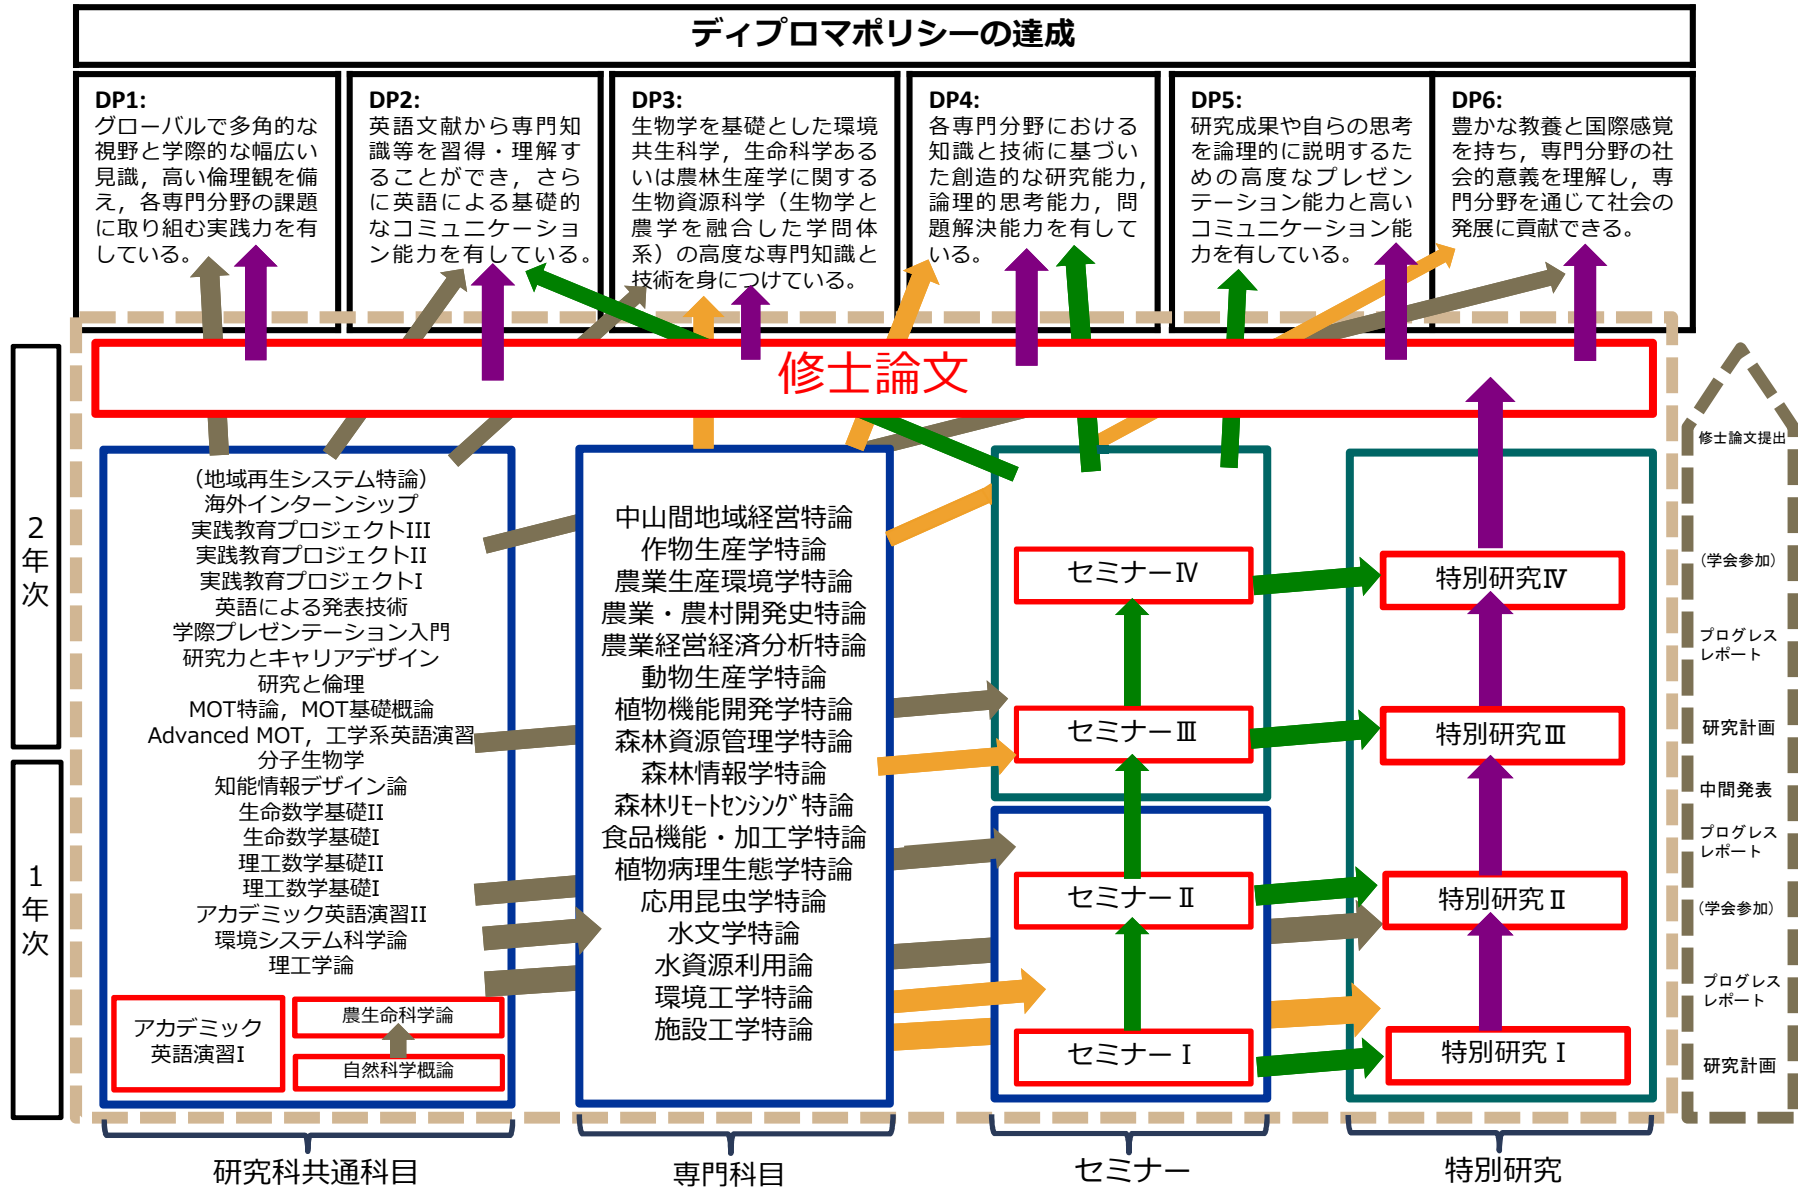 ディプロマポリシーの達成
DP1:
グローバルで多角的な
視野と学際的な幅広い
見識，高い倫理観を備
え，各専門分野の課題
に取り組む実践力を有
している。
DP2:
英語文献から専門知
識等を習得・理解す
ることができ，さら
に英語による基礎的
なコミュニケーショ
ン能力を有している。
DP3:
生物学を基礎とした環境
共生科学，生命科学ある
いは農林生産学に関する
生物資源科学（生物学と
農学を融合した学問体
系）の高度な専門知識と
技術を身につけている。
DP4:
各専門分野における
知識と技術に基づい
た創造的な研究能力，
論理的思考能力，問
題解決能力を有して
いる。
DP5:
研究成果や自らの思考
を論理的に説明するた
めの高度なプレゼン
テーション能力と高い
コミュニケーション能
力を有している。
DP6:
豊かな教養と国際感覚
を持ち，専門分野の社
会的意義を理解し，専
門分野を通じて社会の
発展に貢献できる。
修士論文
2
年
次
1
年
次
（地域再生システム特論）
海外インターンシップ
実践教育プロジェクトIII
実践教育プロジェクトII
実践教育プロジェクトI
英語による発表技術
学際プレゼンテーション入門
研究力とキャリアデザイン
研究と倫理
MOT特論，MOT基礎概論
Advanced MOT，工学系英語演習
分子生物学
知能情報デザイン論
生命数学基礎II
生命数学基礎I
理工数学基礎II
理工数学基礎I
アカデミック英語演習II
環境システム科学論
理工学論
アカデミック
英語演習I
農生命科学論
自然科学概論
中山間地域経営特論
作物生産学特論
農業生産環境学特論
農業・農村開発史特論
農業経営経済分析特論
動物生産学特論
植物機能開発学特論
森林資源管理学特論
森林情報学特論
森林ﾘﾓｰﾄｾﾝｼﾝｸﾞ特論
食品機能・加工学特論
植物病理生態学特論
応用昆虫学特論
水文学特論
水資源利用論
環境工学特論
施設工学特論
セミナーⅣ
セミナーⅢ
セミナーⅡ
セミナーⅠ
特別研究Ⅳ
特別研究Ⅲ
特別研究Ⅱ
特別研究Ⅰ
修士論文提出
（学会参加）
プログレス
レポート
研究計画
中間発表
プログレス
レポート
（学会参加）
プログレス
レポート
研究計画
研究科共通科目
専門科目
セミナー
特別研究